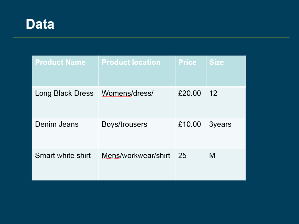 Data
Product Name Product location Price Size
Long Black Dress Womens/dress/ £20.00 12
Denim Jeans Boys/trousers £10.00 3years
Smart white shirt Mens/workwear/shirt 25 M